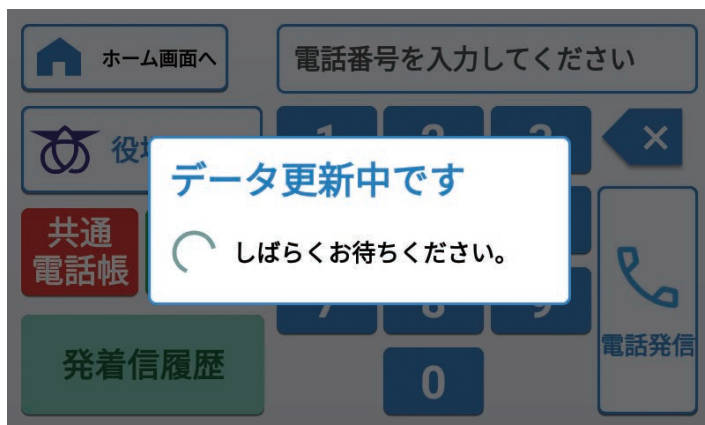 ホーム画面へ
電話番号を入力してください
役
データ更新中です
しばらくお待ちください。
共通
電話帳
電話発信
発着信履歴
0